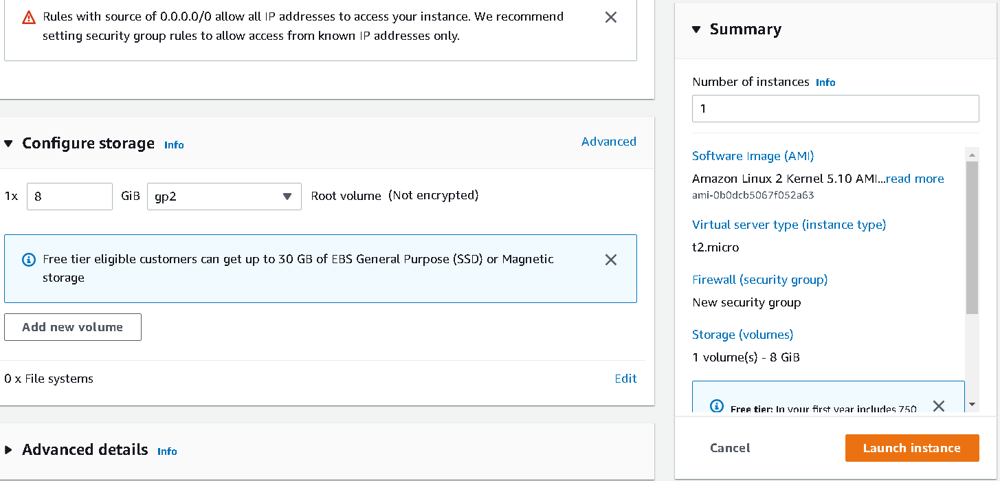 Rules with source of 0.0.0.0/0 allow all IP addresses to access your instance. We recommend
setting security group rules to allow access from known IP addresses only.
Configure storage Info
Advanced
1x 8 GiB gp2 Root volume (Not encrypted)
Free tier eligible customers can get up to 30 GB of EBS General Purpose (SSD) or Magnetic
storage
Add new volume
0 x File systems
Edit
Advanced details Info
Summary
Number of instances Info
1
Software Image (AMI)
Amazon Linux 2 Kernel 5.10 AMI...read more
ami-0b0dcb5067f052a63
Virtual server type (instance type)
t2.micro
Firewall (security group)
New security group
Storage (volumes)
1 volume(s) - 8 GiB
Free tier: In your first year includes 750
Cancel
Launch instance